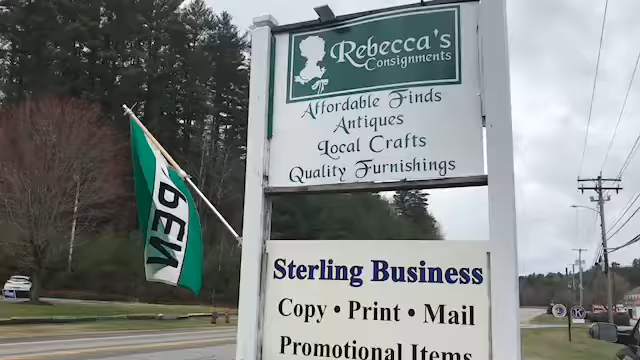 Rebecca's
Consignments
Affordable Finds
Antiques
Local Crafts
Quality Furnishings
OPEN
Sterling Business
Copy • Print • Mail
Promotional Items